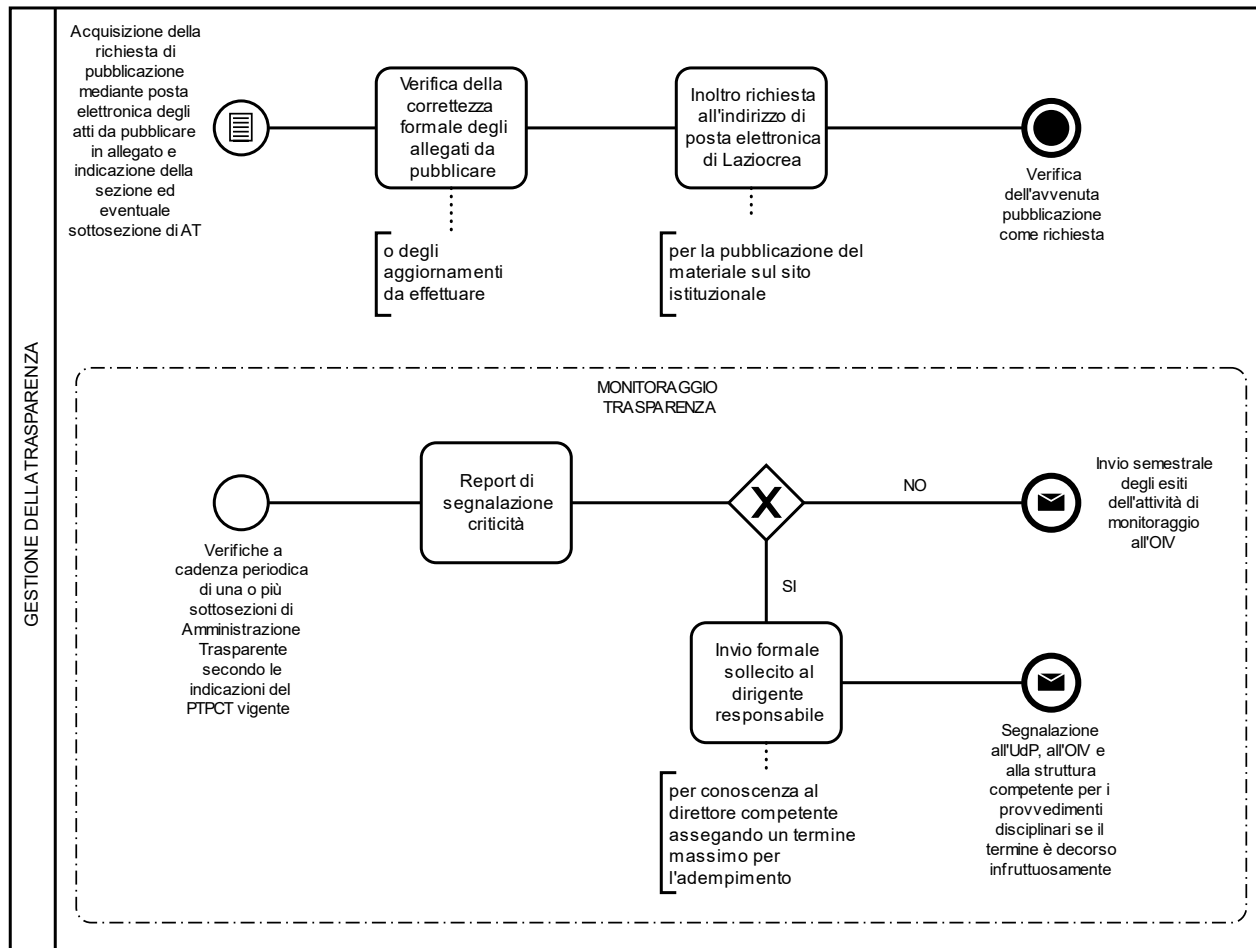 GESTIONE DELLA TRASPARENZA
Acquisizione della
richiesta di
pubblicazione
mediante posta
elettronica degli
atti da pubblicare
in allegato e
indicazione della
sezione ed
eventuale
sottosezione di AT
Verifica della
correttezza
formale degli
allegati da
pubblicare
o degli
aggiornamenti
da effettuare
Inoltro richiesta
all'indirizzo di
posta elettronica
di Laziocrea
per la pubblicazione del
materiale sul sito
istituzionale
Verifica
dell'avvenuta
pubblicazione
come richiesta
MONITORAGGIO
TRASPARENZA
Verifiche a
cadenza periodica
di una o più
sottosezioni di
Amministrazione
Trasparente
secondo le
indicazioni del
PTPCT vigente
Report di
segnalazione
criticità
X
NO
Invio semestrale
degli esiti
dell'attività di
monitoraggio
all'OIV
SI
Invio formale
sollecito al
dirigente
responsabile
per conoscenza al
direttore competente
assegando un termine
massimo per
l'adempimento
Segnalazione
all'UdP, all'OIV e
alla struttura
competente per i
provvedimenti
disciplinari se il
termine è decorso
infruttuosamente